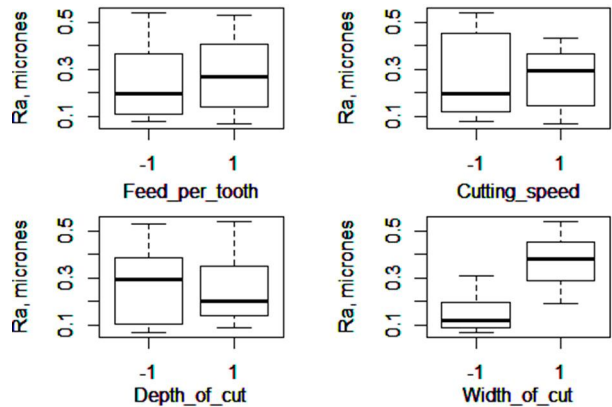 Ra, micrones
0.5
0.3
0.1
-1 1
Feed_per_tooth
Ra, micrones
0.5
0.3
0.1
-1 1
Cutting_speed
Ra, micrones
0.5
0.3
0.1
-1 1
Depth_of_cut
Ra, micrones
0.5
0.3
0.1
-1 1
Width_of_cut